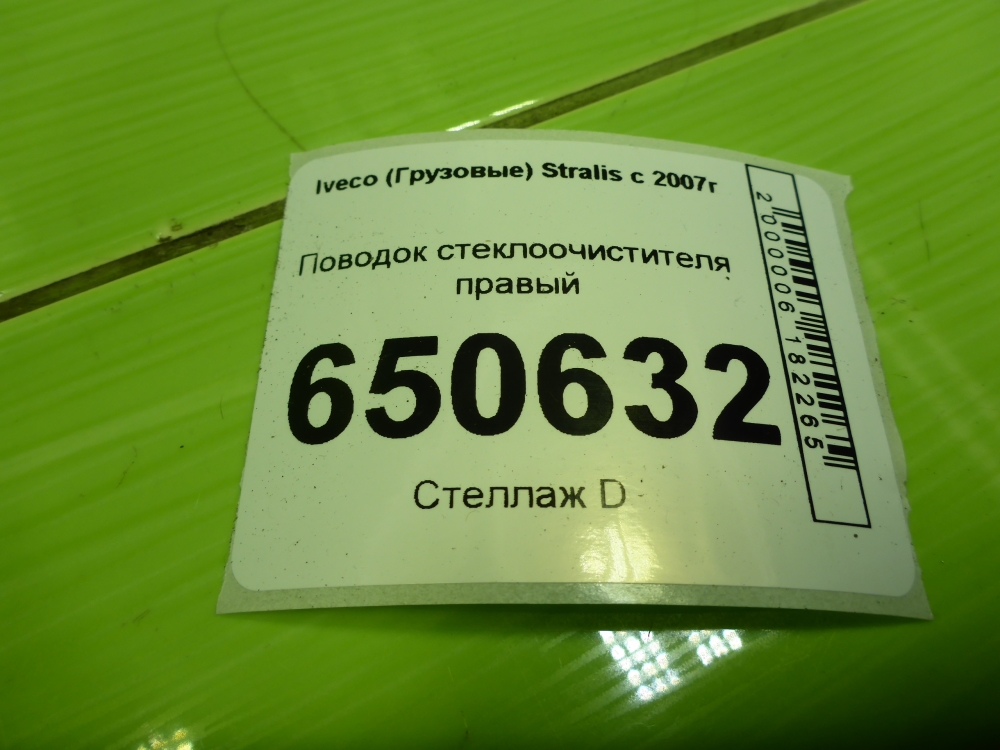 Iveco (Грузовые) Stralis с 2007г
Поводок стеклоочистителя
правый
650632
Стеллаж D
2000006182265